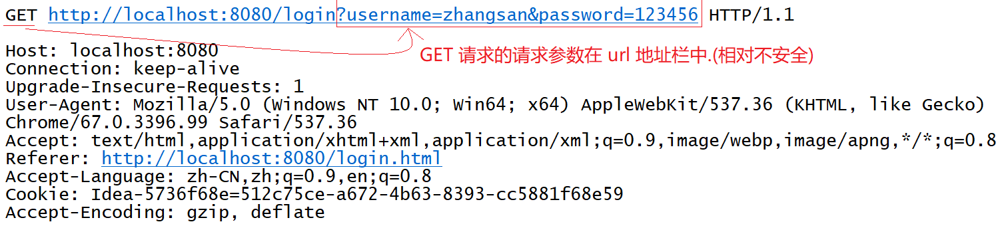 GET http://localhost:8080/login?username=zhangsan&password=123456 HTTP/1.1
GET 请求的请求参数在 url 地址栏中.(相对不安全)
Host: localhost:8080
Connection: keep-alive
Upgrade-Insecure-Requests: 1
User-Agent: Mozilla/5.0 (Windows NT 10.0; Win64; x64) AppleWebKit/537.36 (KHTML, like Gecko)
Chrome/67.0.3396.99 Safari/537.36
Accept: text/html,application/xhtml+xml,application/xml;q=0.9,image/webp,image/apng,*/*;q=0.8
Referer: http://localhost:8080/login.html
Accept-Language: zh-CN,zh;q=0.9,en;q=0.8
Cookie: Idea-5736f68e=512c75ce-a672-4b63-8393-cc5881f68e59
Accept-Encoding: gzip, deflate